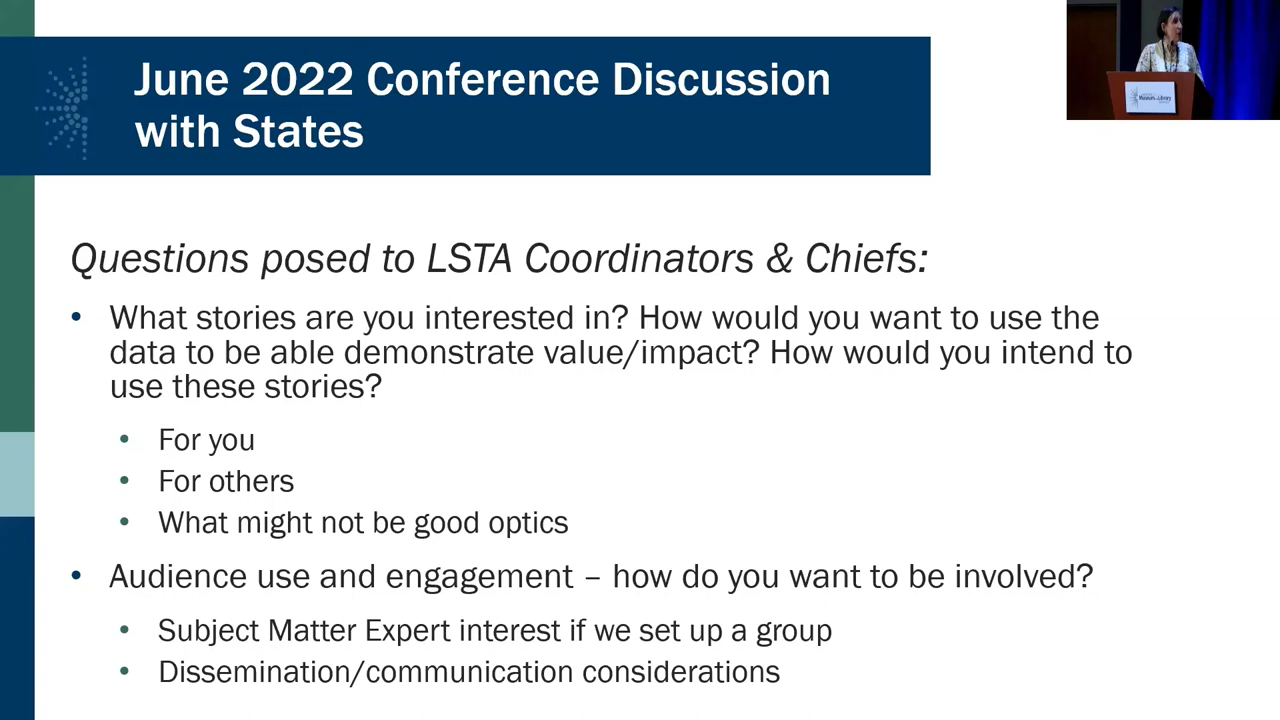 June 2022 Conference Discussion
with States
Questions posed to LSTA Coordinators & Chiefs:
• What stories are you interested in? How would you want to use the
data to be able demonstrate value/impact? How would you intend to
use these stories?
• For you
• For others
• What might not be good optics
• Audience use and engagement – how do you want to be involved?
• Subject Matter Expert interest if we set up a group
• Dissemination/communication considerations
Museum and Library